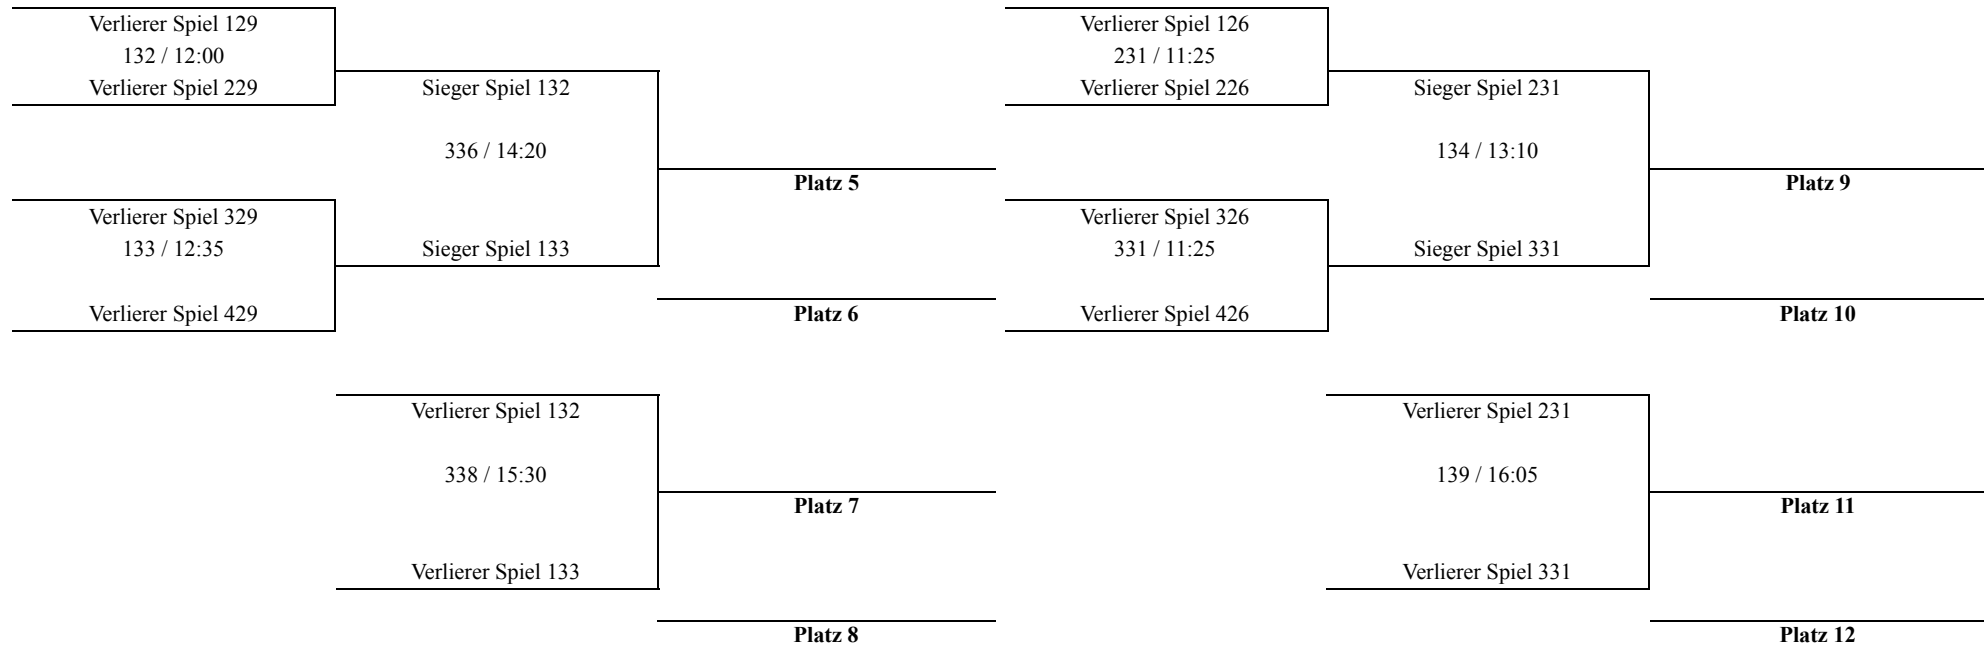 Verlierer Spiel 129
132 / 12:00
Verlierer Spiel 229
Sieger Spiel 132
336 / 14:20
Platz 5
Verlierer Spiel 329
133 / 12:35
Sieger Spiel 133
Verlierer Spiel 429
Platz 6
Verlierer Spiel 132
338 / 15:30
Platz 7
Verlierer Spiel 133
Platz 8
Verlierer Spiel 126
231 / 11:25
Verlierer Spiel 226
Sieger Spiel 231
134 / 13:10
Platz 9
Verlierer Spiel 326
331 / 11:25
Sieger Spiel 331
Verlierer Spiel 426
Platz 10
Verlierer Spiel 231
139 / 16:05
Platz 11
Verlierer Spiel 331
Platz 12